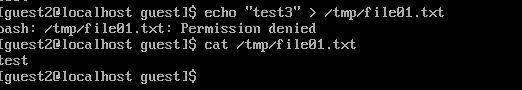 [guest2@localhost guest]$ echo "test3" > /tmp/file01.txt
bash: /tmp/file01.txt: Permission denied
[guest2@localhost guest]$ cat /tmp/file01.txt
test
[guest2@localhost guest]$